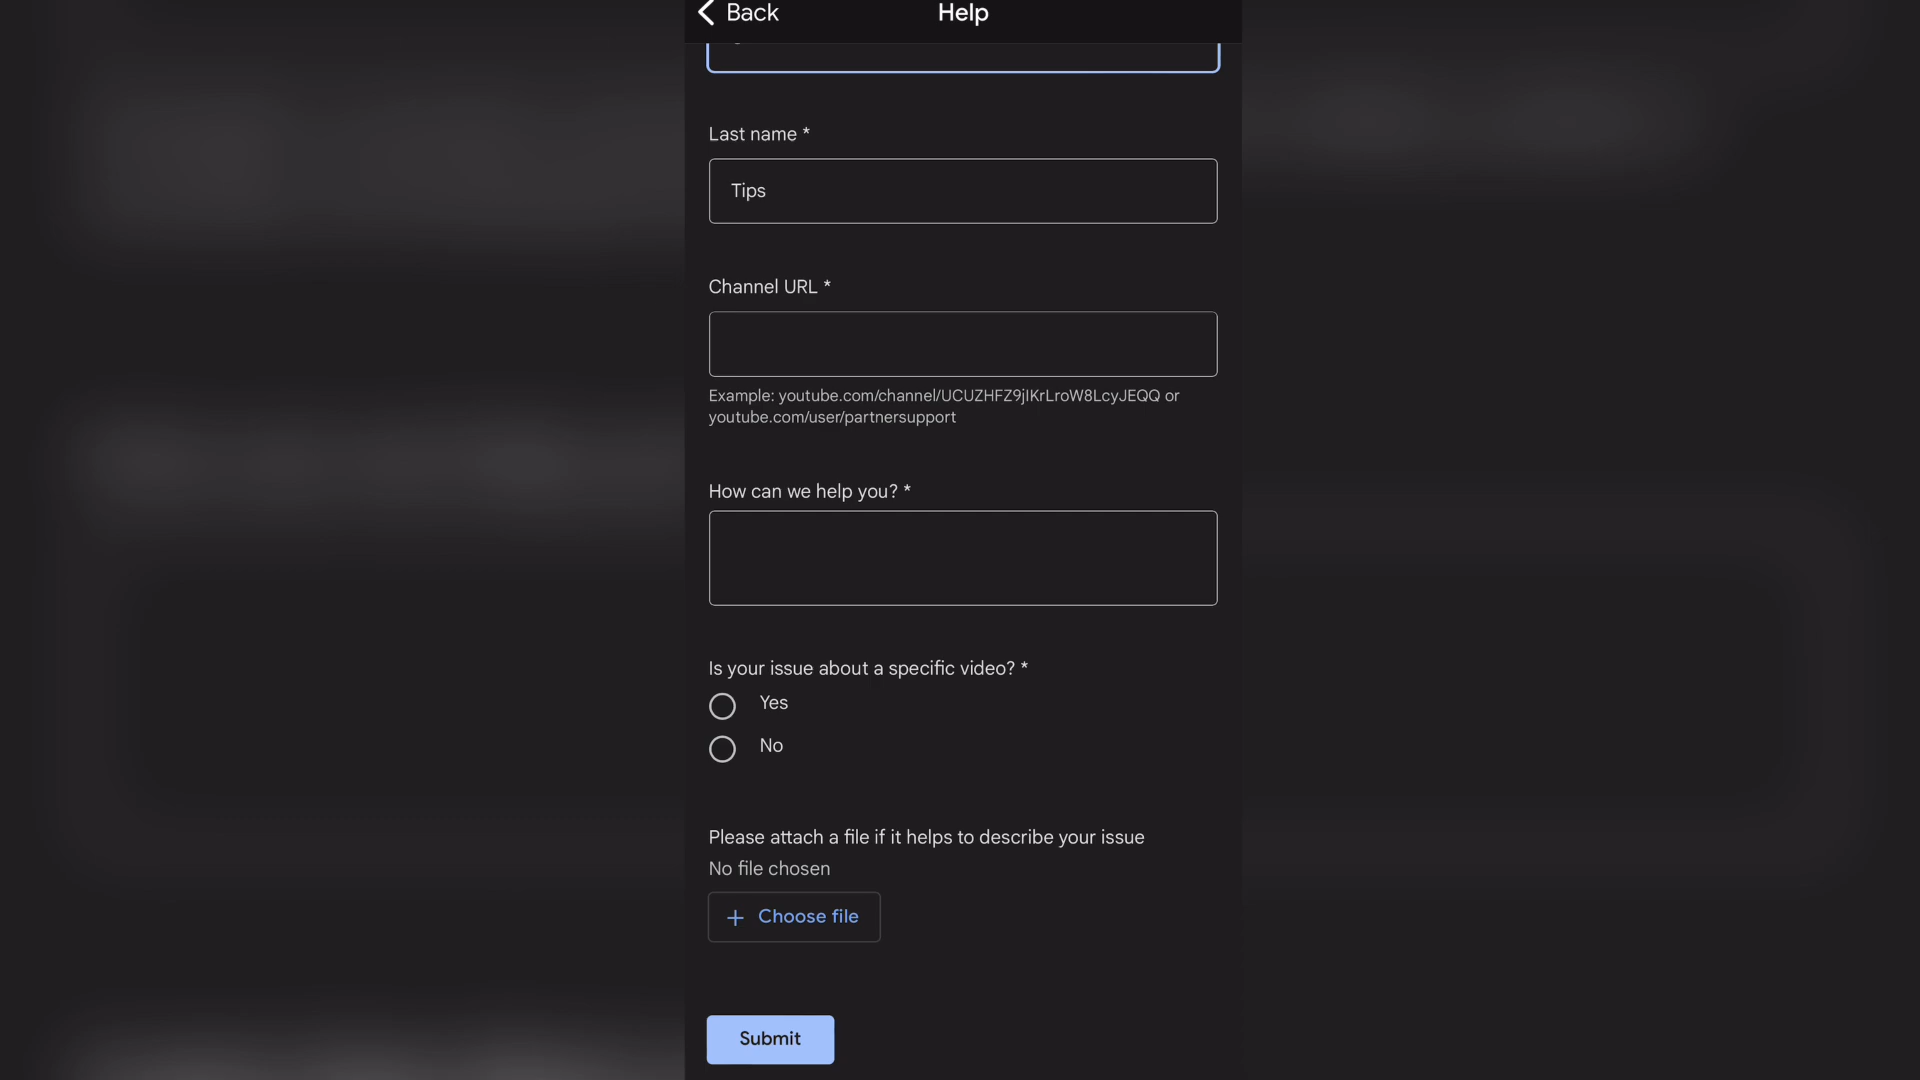 Back
Help
Last name *
Tips
Channel URL *
Example: youtube.com/channel/UCUZHFZ9jIKrLroW8LcyJEQQ or
youtube.com/user/partnersupport
How can we help you? *
Is your issue about a specific video? *
Yes
No
Please attach a file if it helps to describe your issue
No file chosen
+ Choose file
Submit